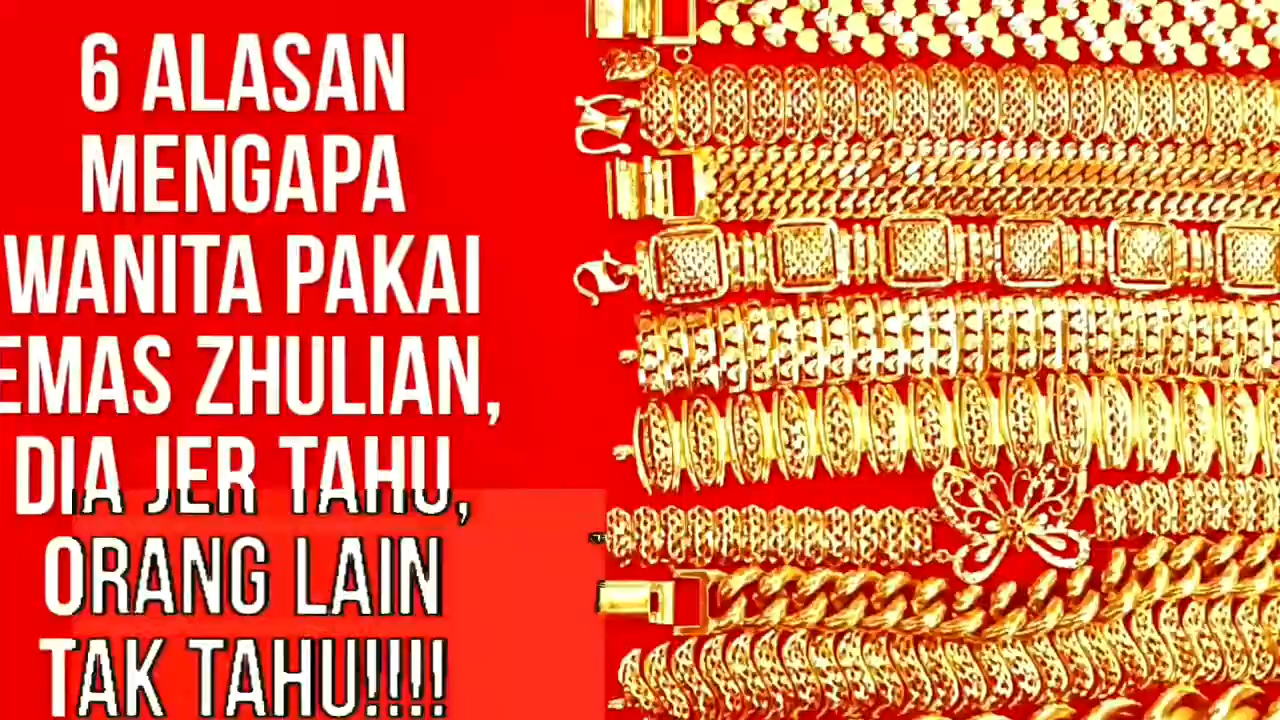 6 ALASAN
MENGAPA
WANITA PAKAI
EMAS ZHULIAN,
DIA JER TAHU,
ORANG LAIN
TAK TAHU!!!!